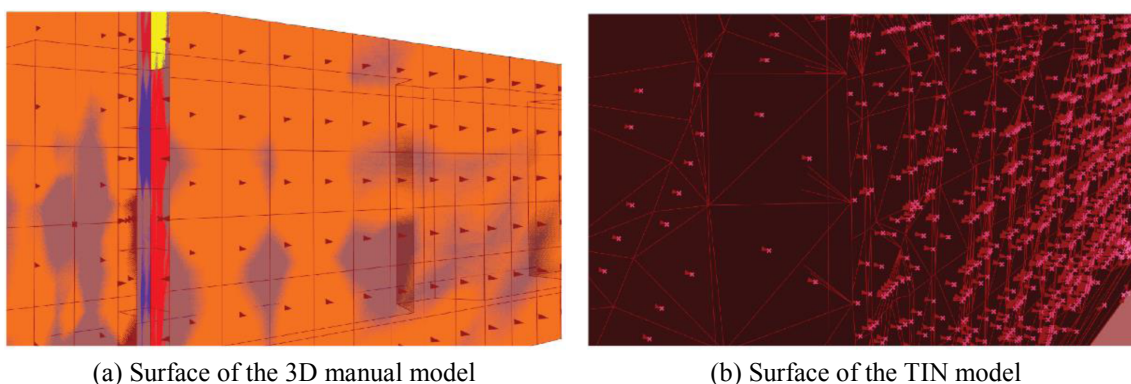 (a) Surface of the 3D manual model
(b) Surface of the TIN model